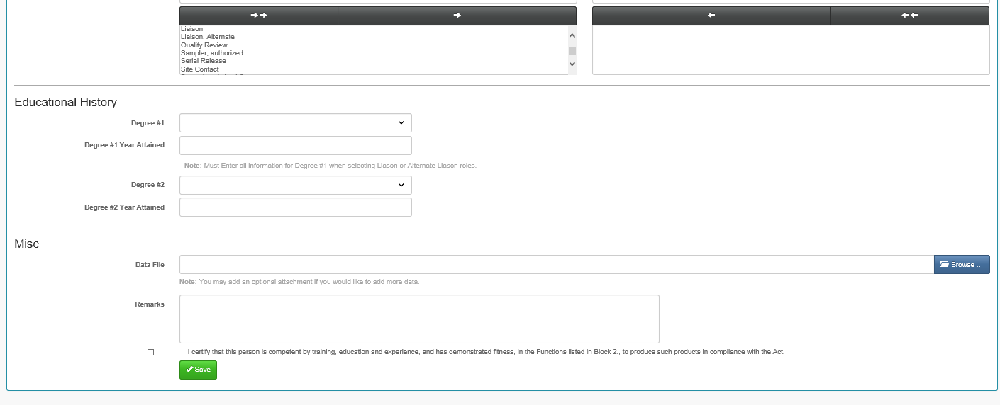 Liaison
Liaison, Alternate
Quality Review
Sampler, authorized
Serial Release
Site Contact
Educational History
Degree #1
Degree #1 Year Attained
Note: Must Enter all information for Degree #1 when selecting Liason or Alternate Liason roles.
Degree #2
Degree #2 Year Attained
Misc
Data File
Browse ...
Note: You may add an optional attachment if you would like to add more data.
Remarks
I certify that this person is competent by training, education and experience, and has demonstrated fitness, in the Functions listed in Block 2., to produce such products in compliance with the Act.
Save